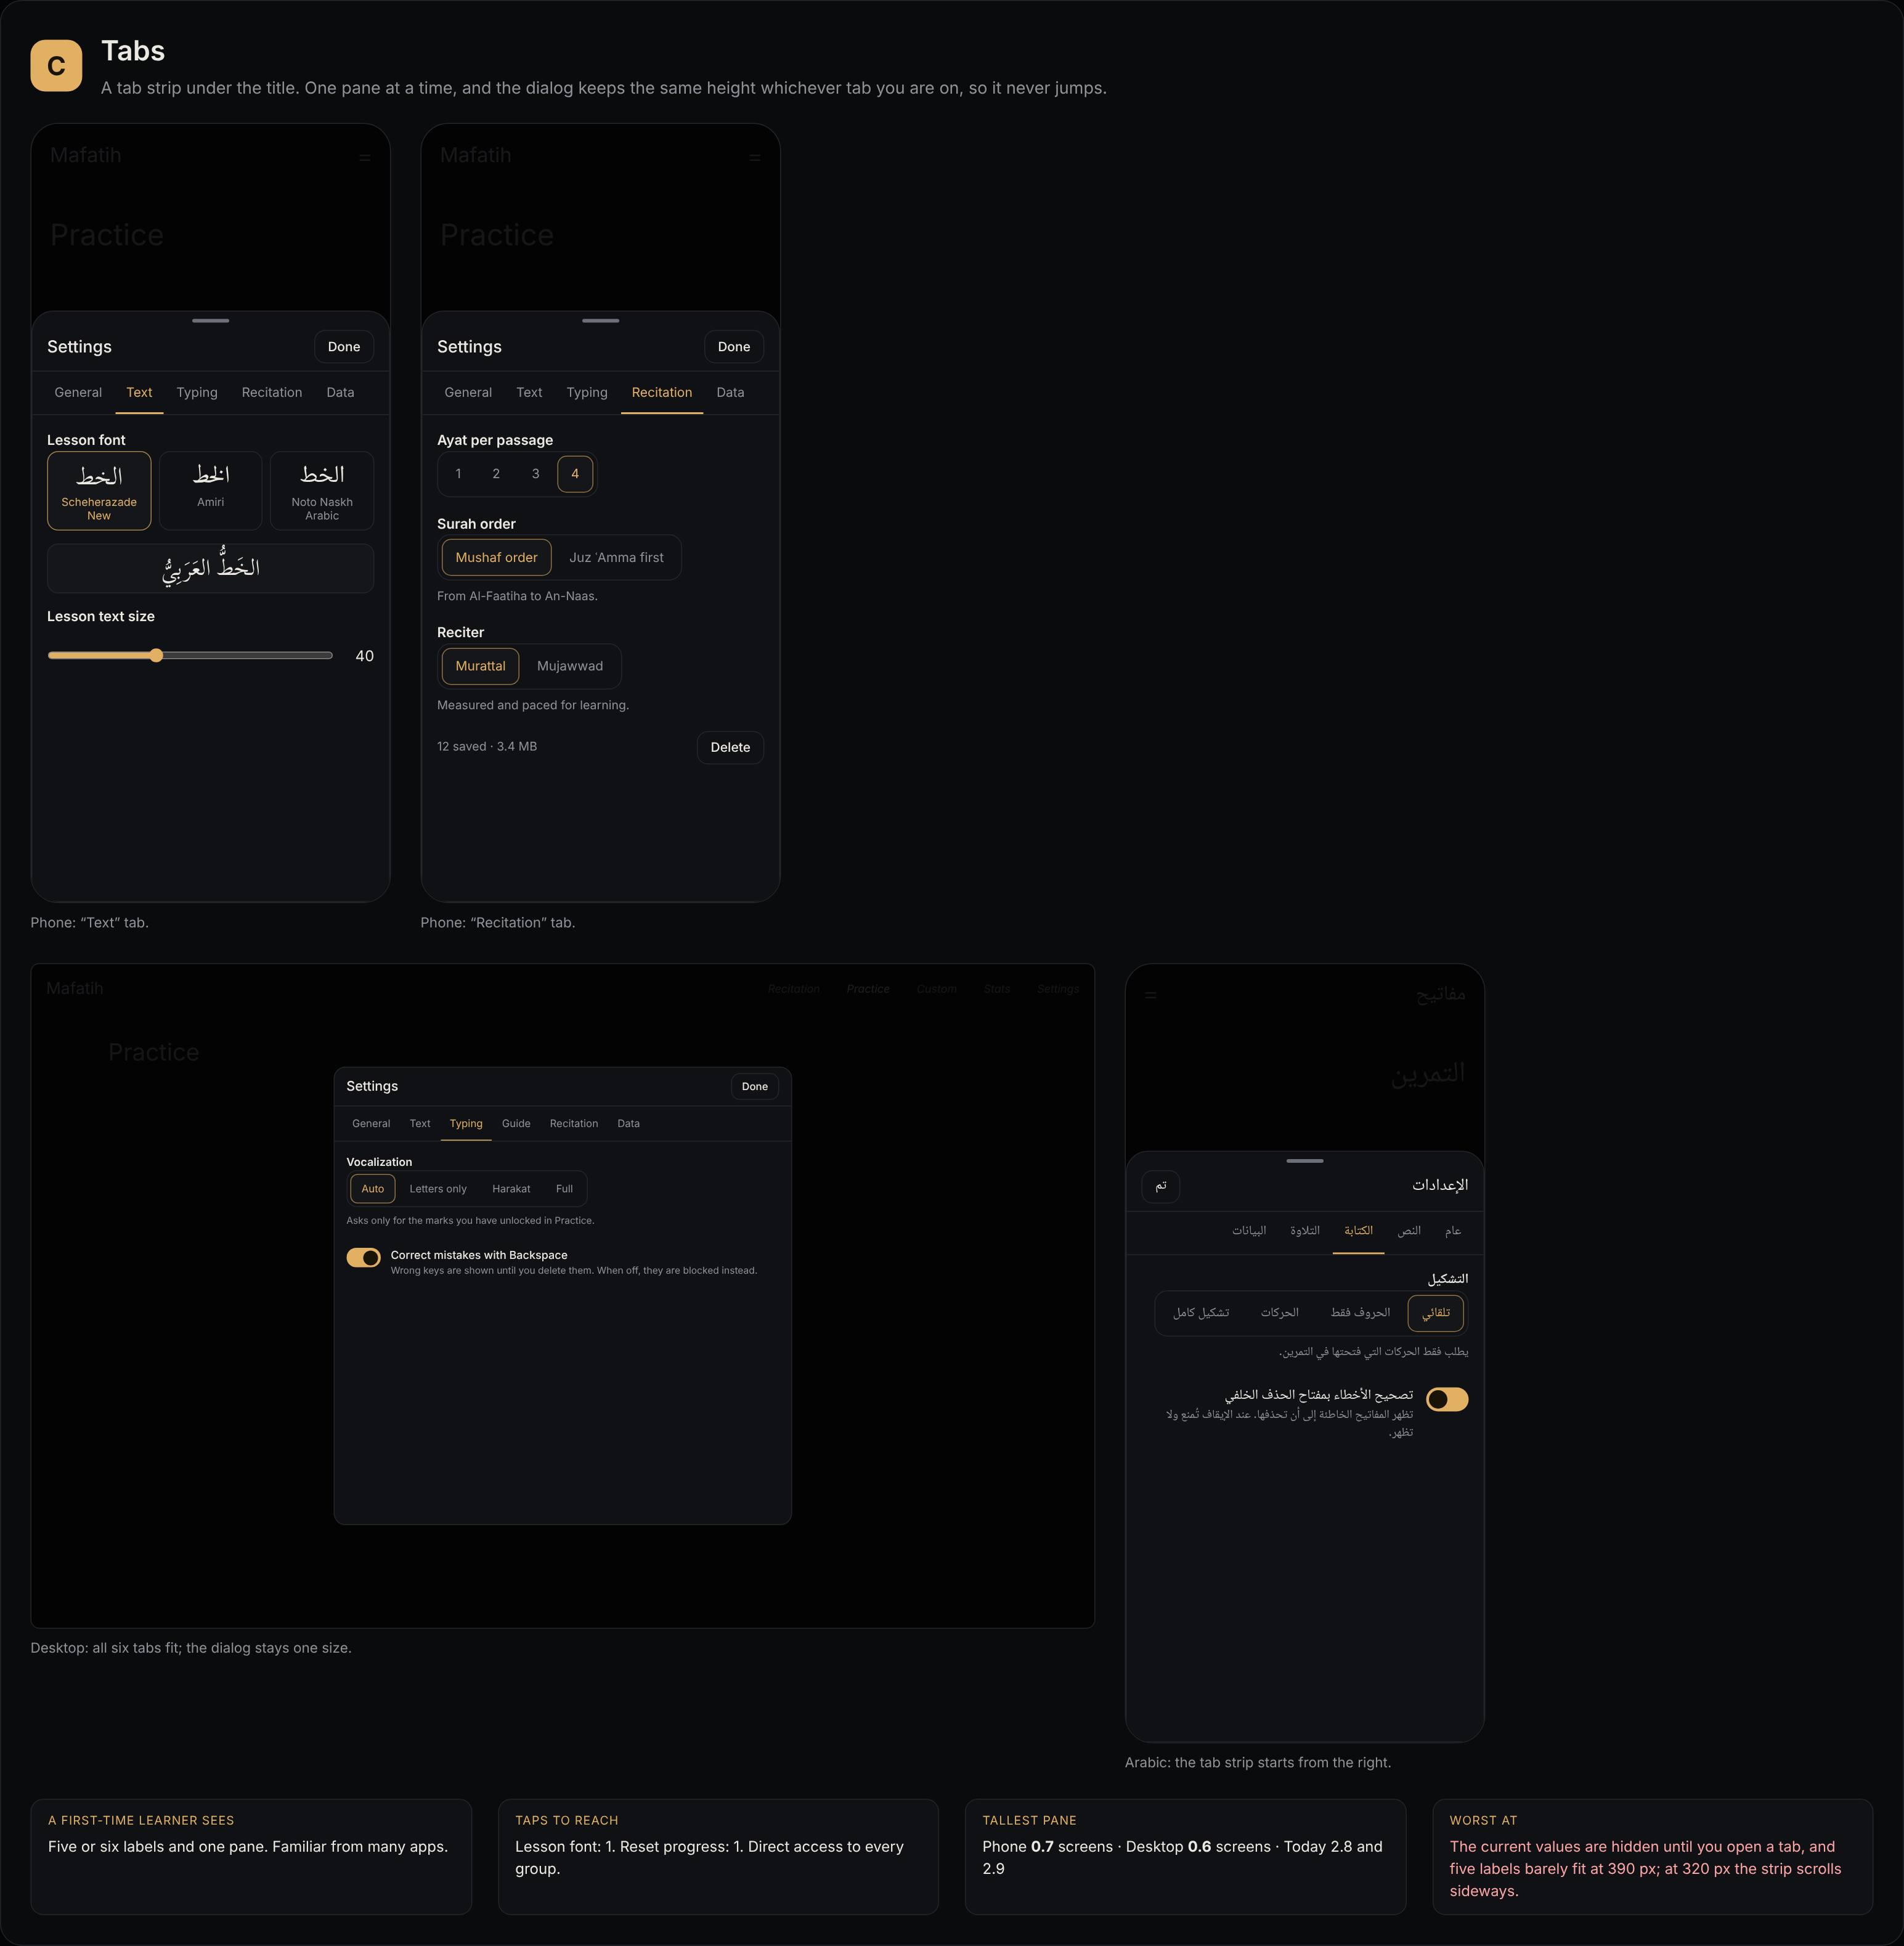 C
Tabs
A tab strip under the title. One pane at a time, and the dialog keeps the same height whichever tab you are on, so it never jumps.
Mafatih
Practice
Settings
Done
General
Text
Typing
Recitation
Data
Lesson font
الخط
Scheherazade
New
الخط
Amiri
الخط
Noto Naskh
Arabic
الخَطُّ العَرَبِيُّ
Lesson text size
40
Phone: “Text” tab.
Mafatih
Practice
Settings
Done
General
Text
Typing
Recitation
Data
Ayat per passage
1
2
3
4
Surah order
Mushaf order
Juz ʿAmma first
From Al-Faatiha to An-Naas.
Reciter
Murattal
Mujawwad
Measured and paced for learning.
12 saved · 3.4 MB
Delete
Phone: “Recitation” tab.
Mafatih
Recitation
Practice
Custom
Stats
Settings
Practice
Settings
Done
General
Text
Typing
Guide
Recitation
Data
Vocalization
Auto
Letters only
Harakat
Full
Asks only for the marks you have unlocked in Practice.
Correct mistakes with Backspace
Wrong keys are shown until you delete them. When off, they are blocked instead.
Desktop: all six tabs fit; the dialog stays one size.
مفاتيح
التمرين
الإعدادات
تم
عام
النص
الكتابة
التلاوة
البيانات
التشكيل
تلقائي
الحروف فقط
الحركات
تشكيل كامل
يطلب فقط الحركات التي فتحتها في التمرين.
تصحيح الأخطاء بمفتاح الحذف الخلفي
تظهر المفاتيح الخاطئة إلى أن تحذفها. عند الإيقاف تُمنع ولا
تظهر.
Arabic: the tab strip starts from the right.
A FIRST-TIME LEARNER SEES
Five or six labels and one pane. Familiar from many apps.
TAPS TO REACH
Lesson font: 1. Reset progress: 1. Direct access to every
group.
TALLEST PANE
Phone 0.7 screens · Desktop 0.6 screens · Today 2.8 and
2.9
WORST AT
The current values are hidden until you open a tab, and
five labels barely fit at 390 px; at 320 px the strip scrolls
sideways.